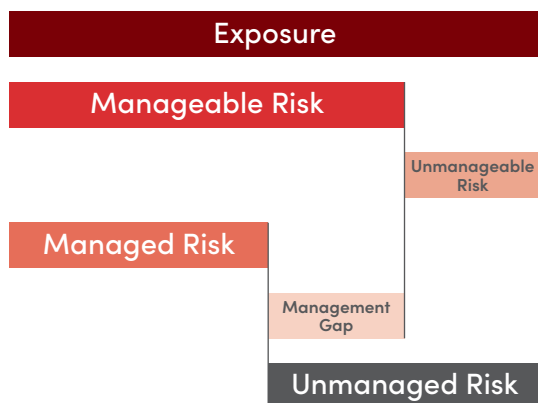 Exposure
Manageable Risk
Unmanageable
Risk
Managed Risk
Management
Gap
Unmanaged Risk